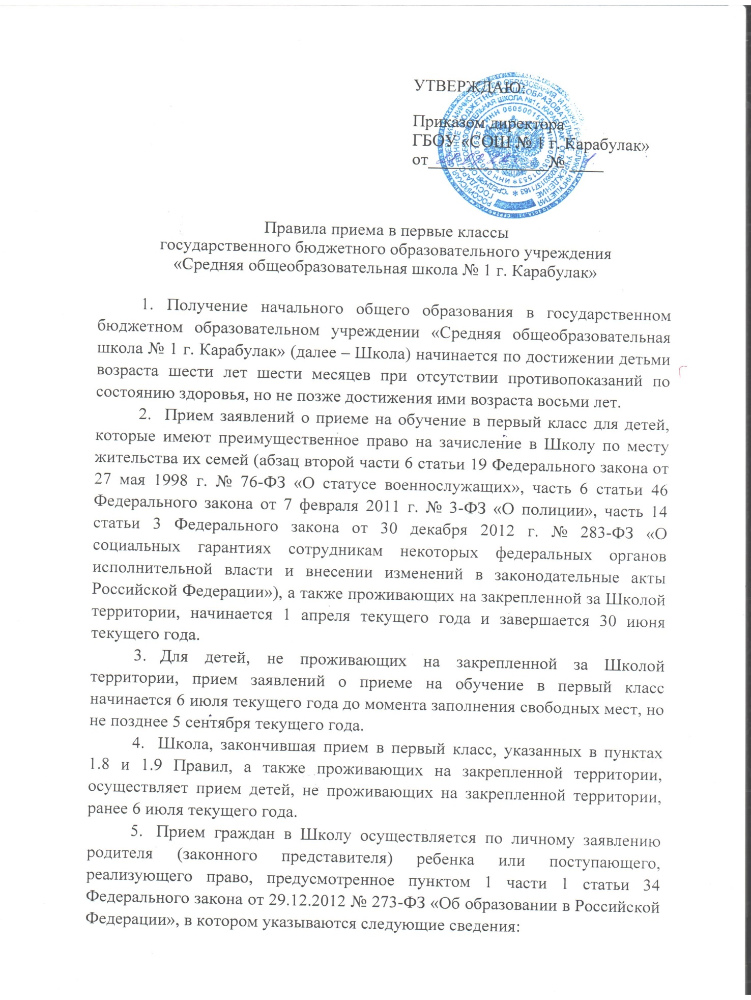 УТВЕРЖДАЮ:
Приказом директора
ГБОУ «СОШ № 1 г. Карабулак»
от №
РОССИЙСКАЯ ФЕДЕРАЦИЯ МИНИСТЕРСТВО ОБРАЗОВАНИЯ И НАУКИ РЕСПУБЛИКИ ИНГУШЕТИЯ
ГОСУДАРСТВЕННОЕ БЮДЖЕТНОЕ ОБЩЕОБРАЗОВАТЕЛЬНОЕ УЧРЕЖДЕНИЕ
Правила приема в первые классы
государственного бюджетного образовательного учреждения
«Средняя общеобразовательная школа № 1 г. Карабулак»
1. Получение начального общего образования в государственном
бюджетном образовательном учреждении «Средняя общеобразовательная
школа № 1 г. Карабулак» (далее – Школа) начинается по достижении детьми
возраста шести лет шести месяцев при отсутствии противопоказаний по
состоянию здоровья, но не позже достижения ими возраста восьми лет.
2. Прием заявлений о приеме на обучение в первый класс для детей,
которые имеют преимущественное право на зачисление в Школу по месту
жительства их семей (абзац второй части 6 статьи 19 Федерального закона от
27 мая 1998 г. № 76-ФЗ «О статусе военнослужащих», часть 6 статьи 46
Федерального закона от 7 февраля 2011 г. № 3-ФЗ «О полиции», часть 14
статьи 3 Федерального закона от 30 декабря 2012 г. № 283-ФЗ «О
социальных гарантиях сотрудникам некоторых федеральных органов
исполнительной власти и внесении изменений в законодательные акты
Российской Федерации»), а также проживающих на закрепленной за Школой
территории, начинается 1 апреля текущего года и завершается 30 июня
текущего года.
3. Для детей, не проживающих на закрепленной за Школой
территории, прием заявлений о приеме на обучение в первый класс
начинается 6 июля текущего года до момента заполнения свободных мест, но
не позднее 5 сентября текущего года.
4. Школа, закончившая прием в первый класс, указанных в пунктах
1.8 и 1.9 Правил, а также проживающих на закрепленной территории,
осуществляет прием детей, не проживающих на закрепленной территории,
ранее 6 июля текущего года.
5. Прием граждан в Школу осуществляется по личному заявлению
родителя (законного представителя) ребенка или поступающего,
реализующего право, предусмотренное пунктом 1 части 1 статьи 34
Федерального закона от 29.12.2012 № 273-ФЗ «Об образовании в Российской
Федерации», в котором указываются следующие сведения: